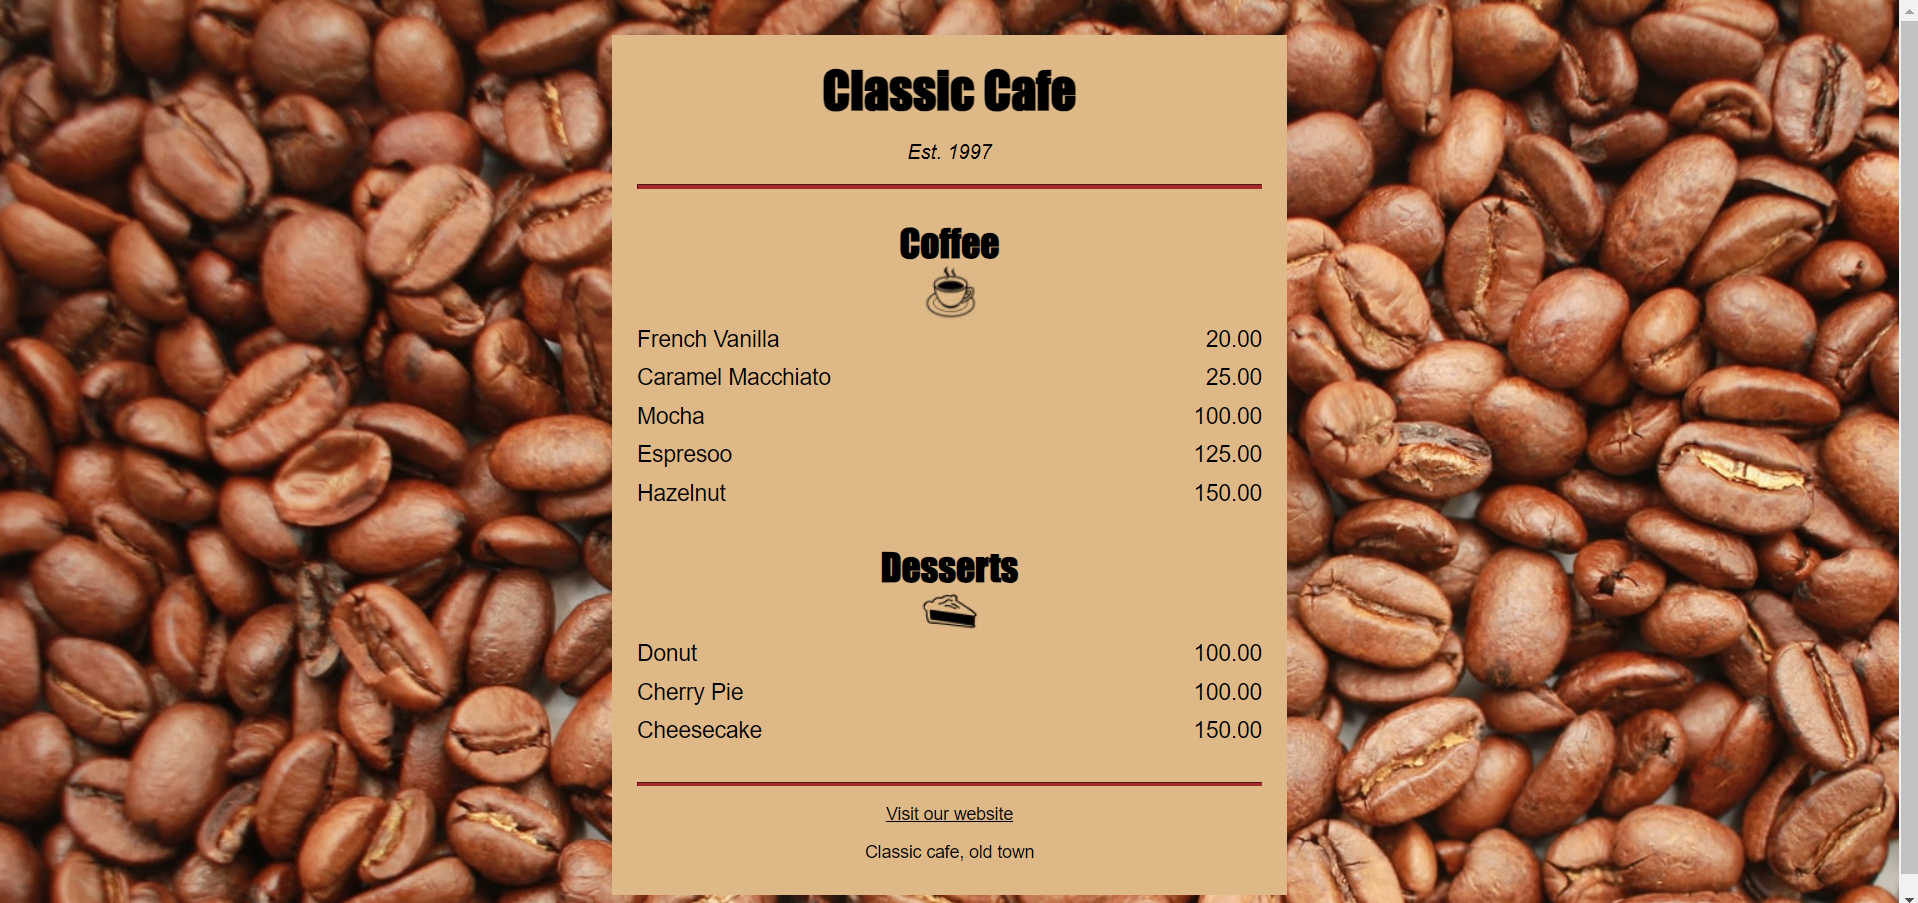 Classic Cafe
Est. 1997
Coffee
French Vanilla 20.00
Caramel Macchiato 25.00
Mocha 100.00
Espresoo 125.00
Hazelnut 150.00
Desserts
Donut 100.00
Cherry Pie 100.00
Cheesecake 150.00
Visit our website
Classic cafe, old town